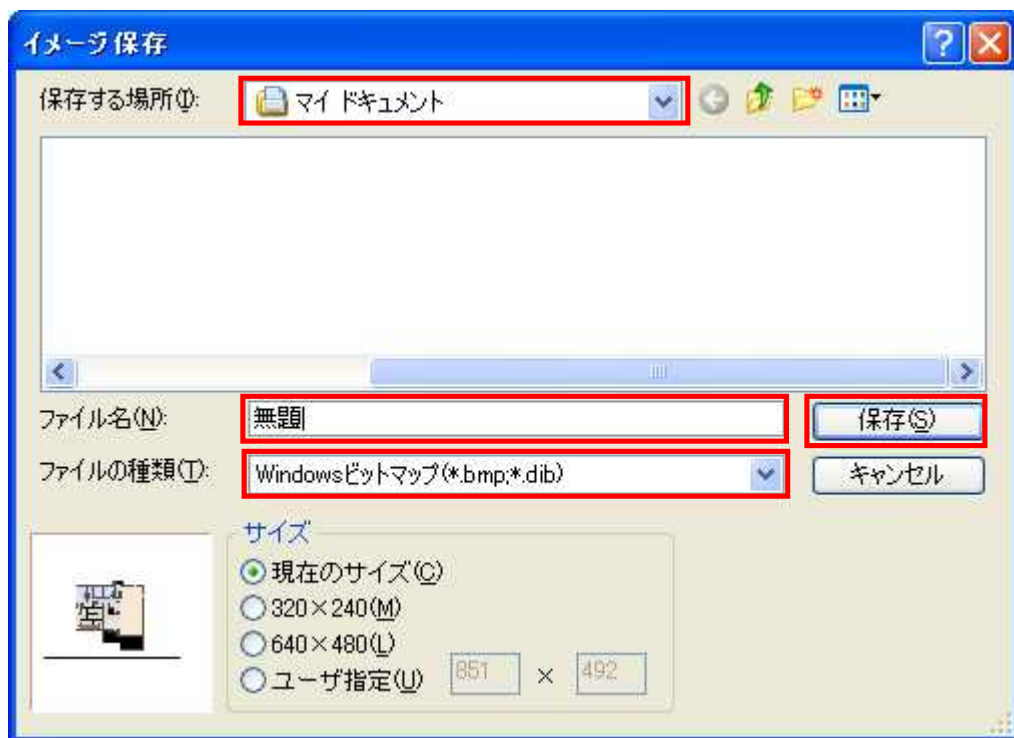 イメージ保存
保存する場所(I):
マイ ドキュメント
ファイル名(N):
無題
保存(S)
ファイルの種類(T):
Windowsビットマップ(*.bmp;*.dib)
キャンセル
サイズ
現在のサイズ(C)
320×240(M)
640×480(L)
ユーザ指定(U)
851 × 492